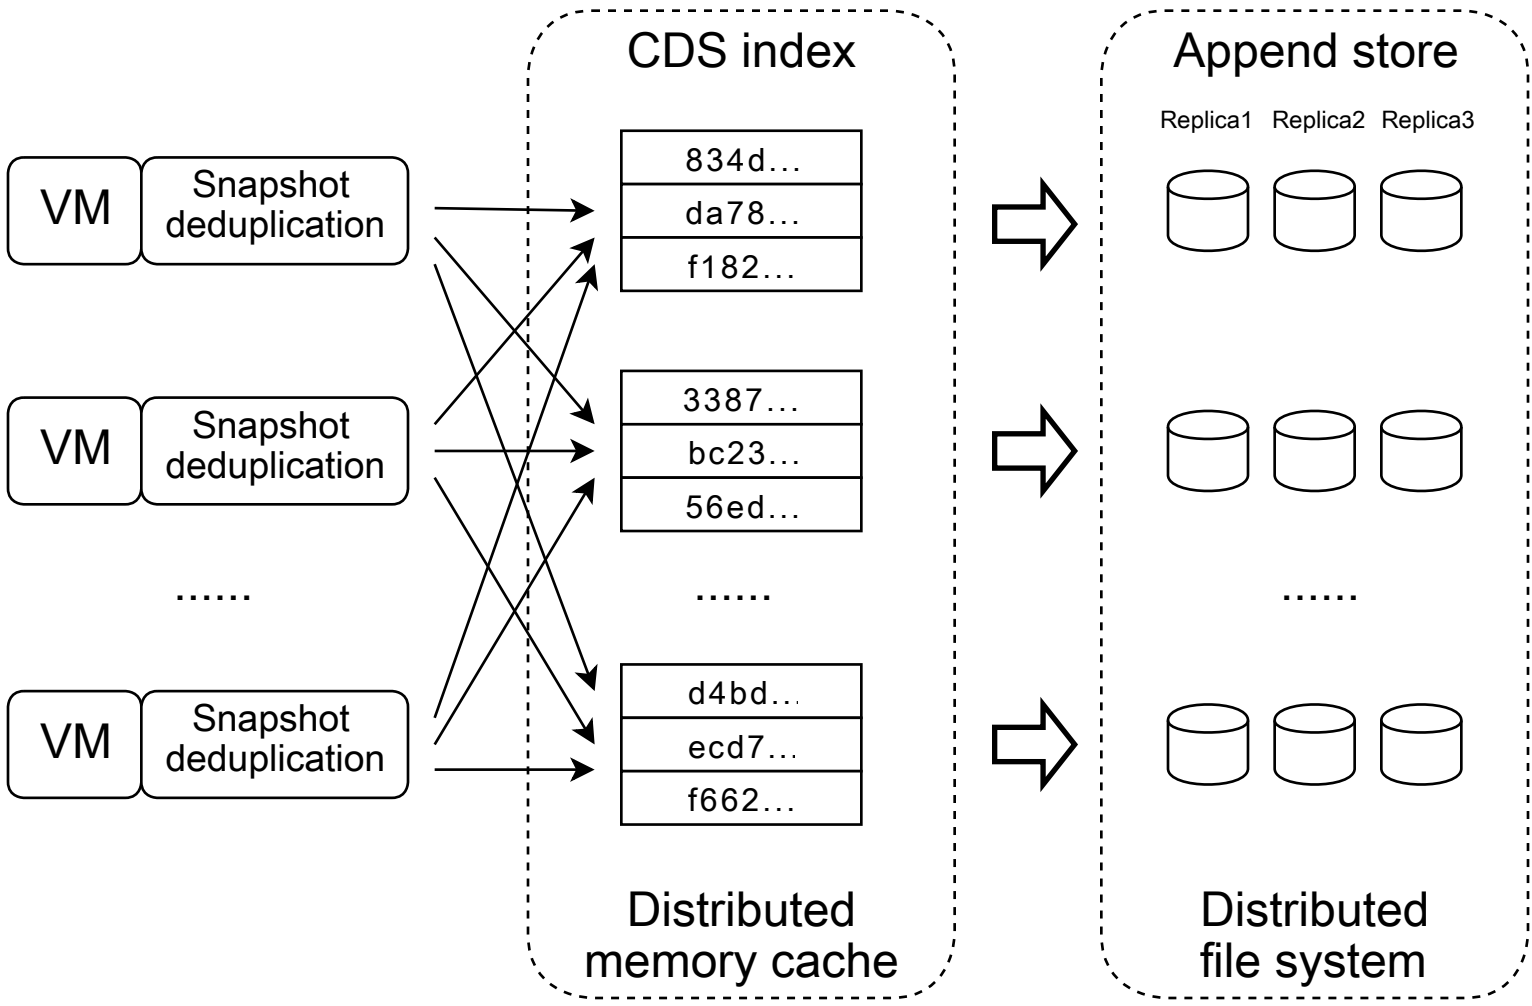 CDS index
Append store
Replica1 Replica2 Replica3
VM
Snapshot
deduplication
834d...
da78...
f182...
VM
Snapshot
deduplication
3387...
bc23...
56ed...
......
......
......
VM
Snapshot
deduplication
d4bd...
ecd7...
f662...
Distributed
memory cache
Distributed
file system